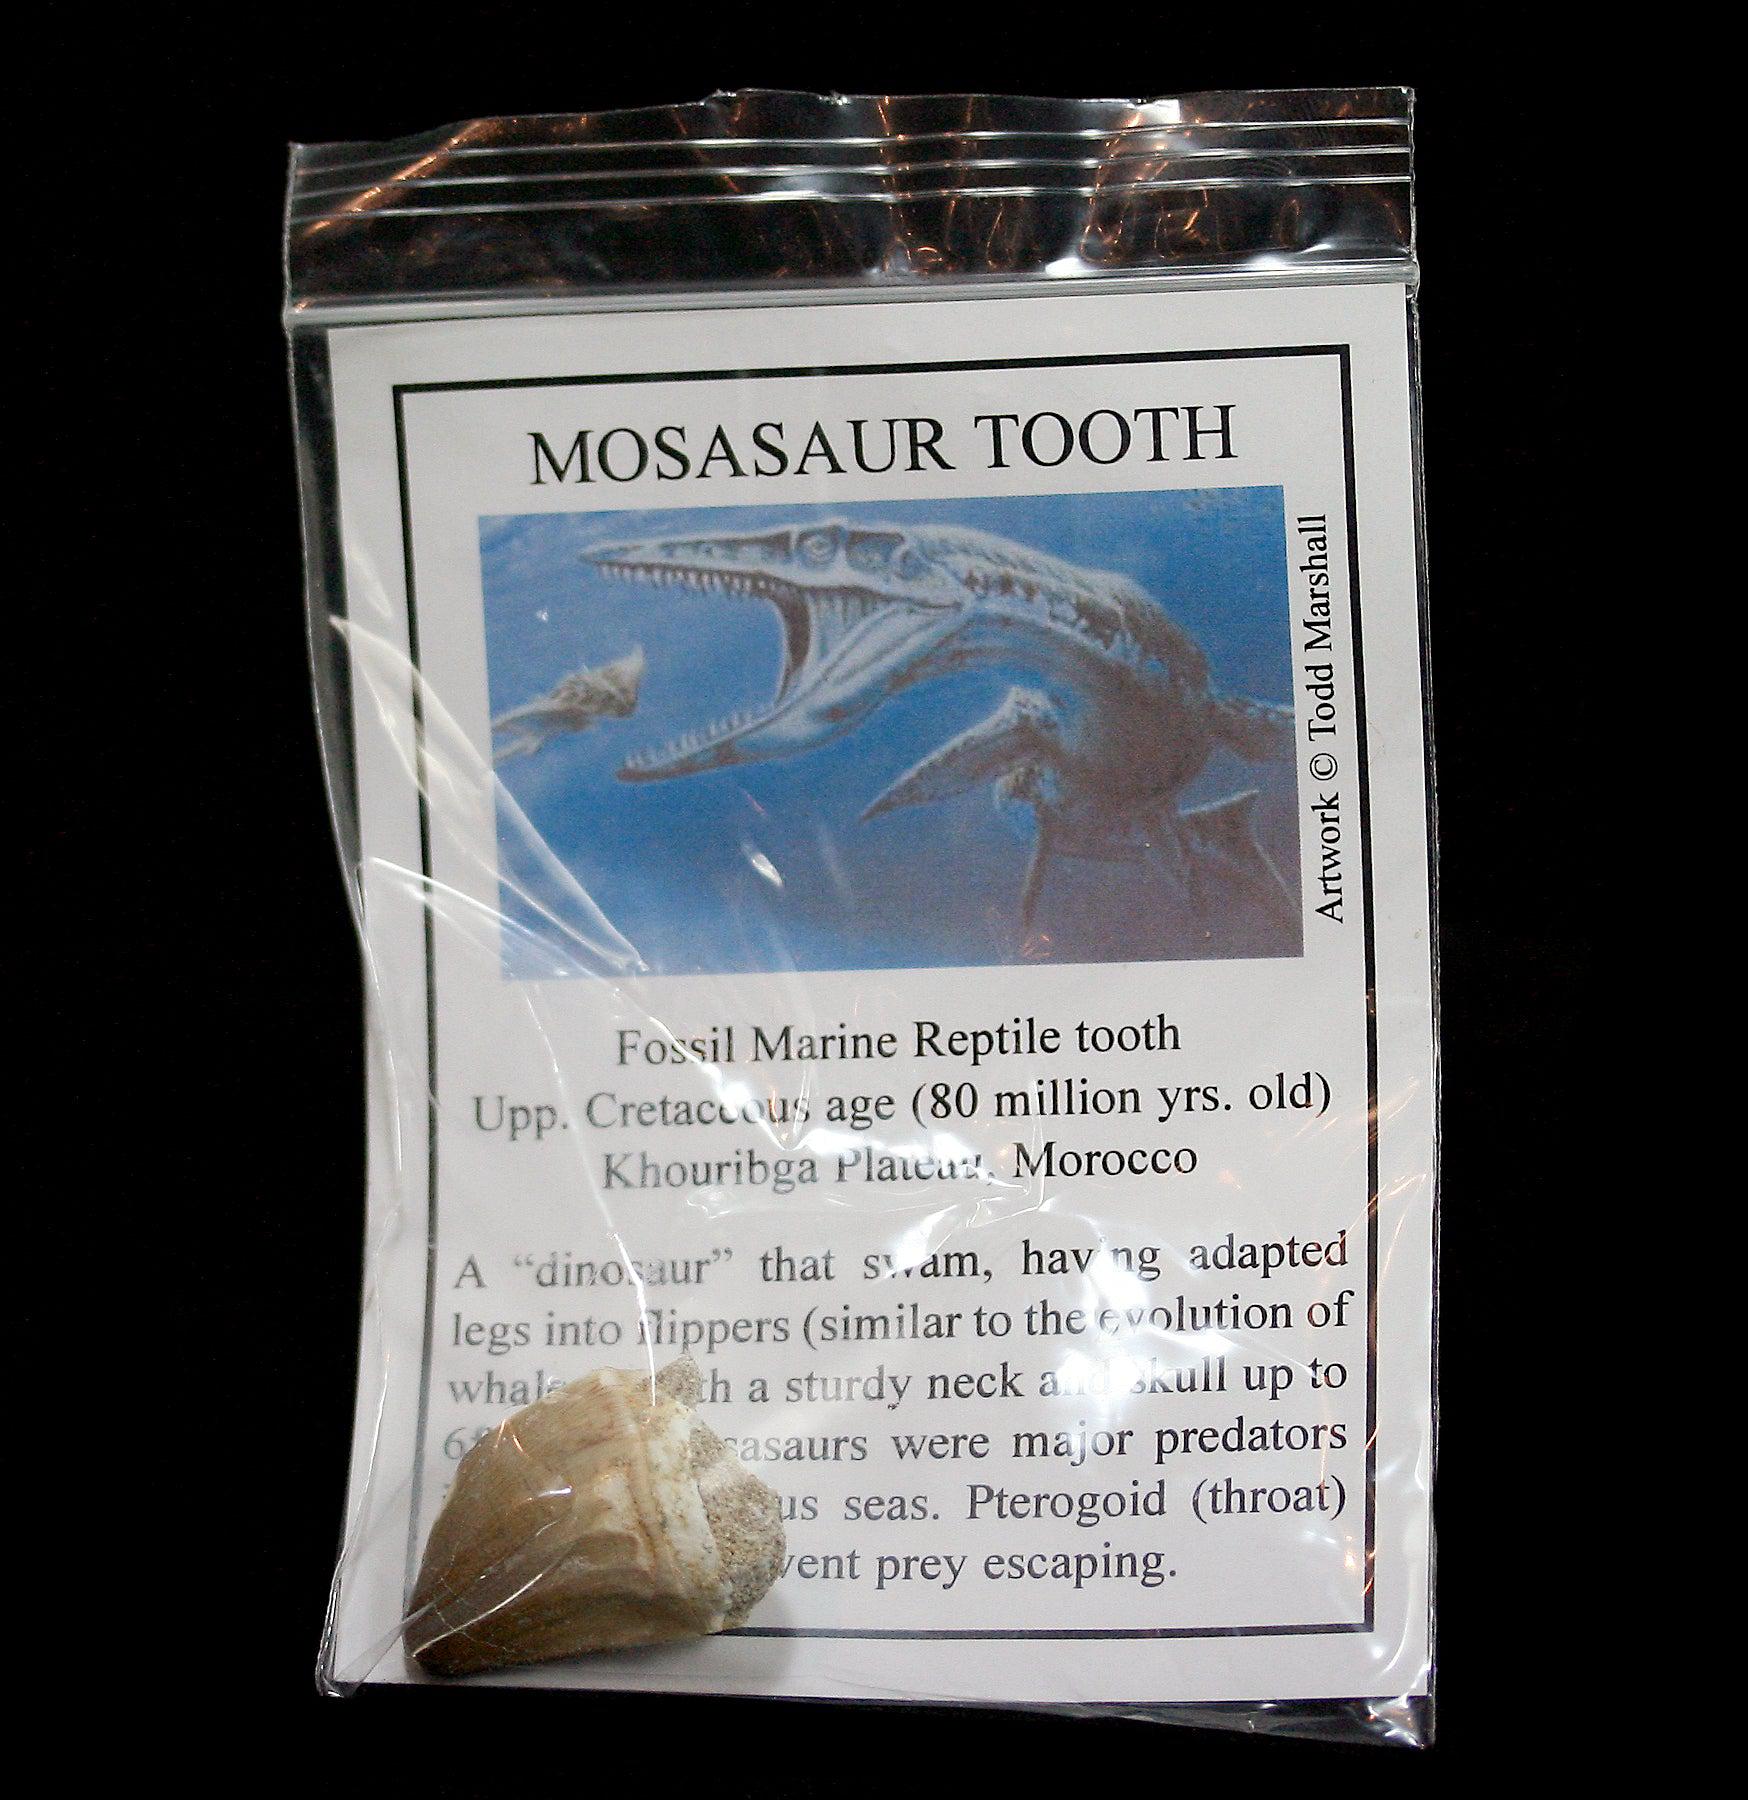 MOSASAUR TOOTH
Artwork © Todd Marshall
Fossil Marine Reptile tooth
Upp. Cretaceous age (80 million yrs. old)
Khouribga Plateau, Morocco
A “dinosaur” that swam, having adapted
legs into flippers (similar to the evolution of
a sturdy neck and skull up to
were major predators
seas. Pterogoid (throat)
prey escaping.